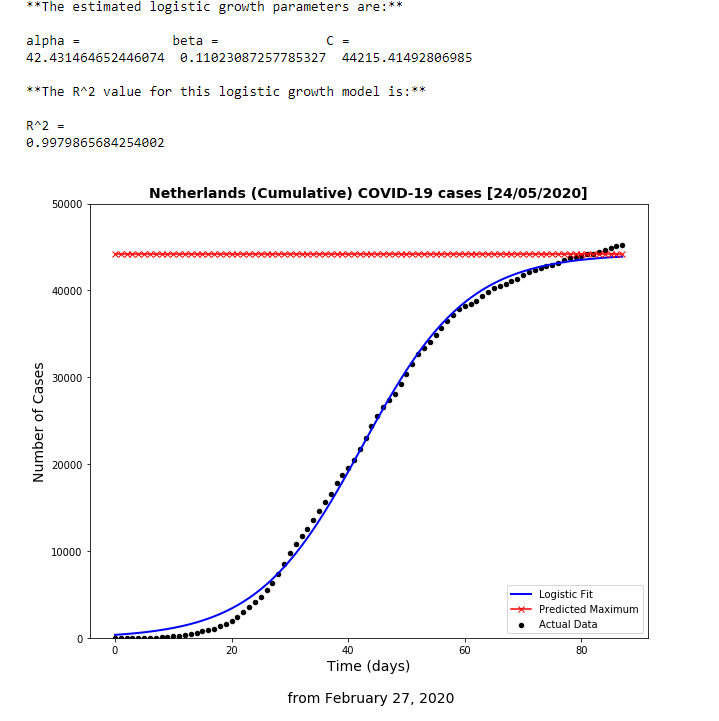 **The estimated logistic growth parameters are:**
alpha = beta = C =
42.431464652446074 0.11023087257785327 44215.41492806985
**The R^2 value for this logistic growth model is:**
R^2 =
0.9979865684254002
Netherlands (Cumulative) COVID-19 cases [24/05/2020]
50000
40000
30000
20000
10000
0
Number of Cases
Logistic Fit
Predicted Maximum
Actual Data
0 20 40 60 80
Time (days)
from February 27, 2020